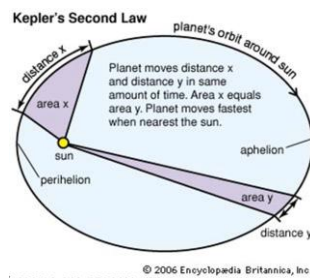 Kepler's Second Law
planet's orbit around sun
distance x
Planet moves distance x
and distance y in same
amount of time. Area x equals
area y. Planet moves fastest
when nearest the sun.
area x
sun
aphelion
perihelion
area y
distance y
© 2006 Encyclopædia Britannica, Inc